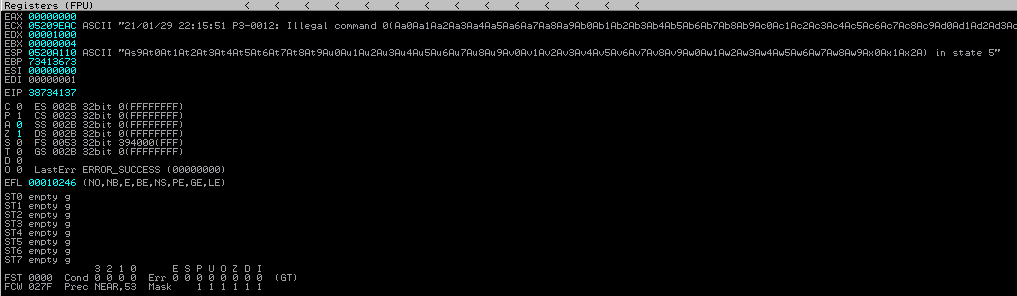 Registers (FPU) < < < < < < < < < < < < <
EAX 00000000
ECX 05209EAC ASCII "21/01/29 22:15:51 P3-0012: Illegal command 0(Aa0Aa1Aa2Aa3Aa4Aa5Aa6Aa7Aa8Aa9Ab0Ab1Ab2Ab3Ab4Ab5Ab6Ab7Ab8Ab9Ac0Ac1Ac2Ac3Ac4Ac5Ac6Ac7Ac8Ac9Ad0Ad1Ad2Ad3Ac
EDX 00001000
EBX 00000004
ESP 0520A110 ASCII "As9At0At1At2At3At4At5At6At7At8At9Au0Au1Au2Au3Au4Au5Au6Au7Au8Au9Av0Av1Av2Av3Av4Av5Av6Av7Av8Av9Aw0Aw1Aw2Aw3Aw4Aw5Aw6Aw7Aw8Aw9Ax0Ax1Ax2A) in state 5"
EBP 73413673
ESI 00000000
EDI 00000001
EIP 38734137
C 0 ES 002B 32bit 0(FFFFFFFF)
P 1 CS 0023 32bit 0(FFFFFFFF)
A 0 SS 002B 32bit 0(FFFFFFFF)
Z 1 DS 002B 32bit 0(FFFFFFFF)
S 0 FS 0053 32bit 394000(FFF)
T 0 GS 002B 32bit 0(FFFFFFFF)
D 0
O 0 LastErr ERROR_SUCCESS (00000000)
EFL 00010246 (NO,NB,E,BE,NS,PE,GE,LE)
ST0 empty g
ST1 empty g
ST2 empty g
ST3 empty g
ST4 empty g
ST5 empty g
ST6 empty g
ST7 empty g
3 2 1 0 E S P U O Z D I
FST 0000 Cond 0 0 0 0 Err 0 0 0 0 0 0 0 0 (GT)
FCW 027F Prec NEAR,53 Mask 1 1 1 1 1 1